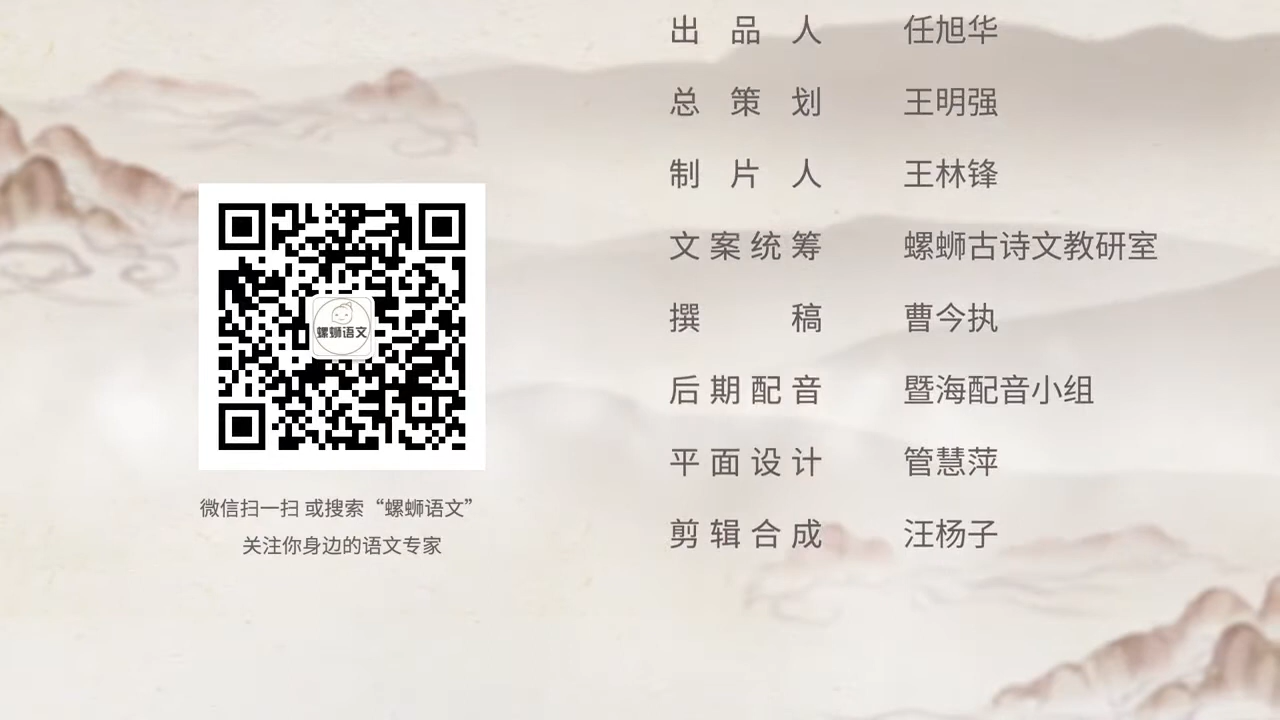 出品人 任旭华
总策划 王明强
制片人 王林锋
文案统筹 螺蛳古诗文教研室
撰稿 曹今执
后期配音 暨海配音小组
平面设计 管慧萍
剪辑合成 汪杨子
螺蛳语文
微信扫一扫 或搜索“螺蛳语文”
关注你身边的语文专家